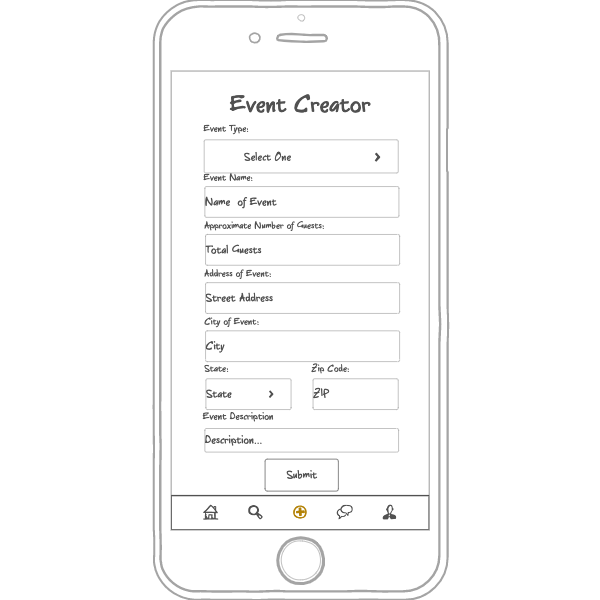 Event Creator
Event Type:
Select One
Event Name:
Name of Event
Approximate Number of Guests:
Total Guests
Address of Event:
Street Address
City of Event:
City
State: Zip Code:
State ZIP
Event Description
Description...
Submit